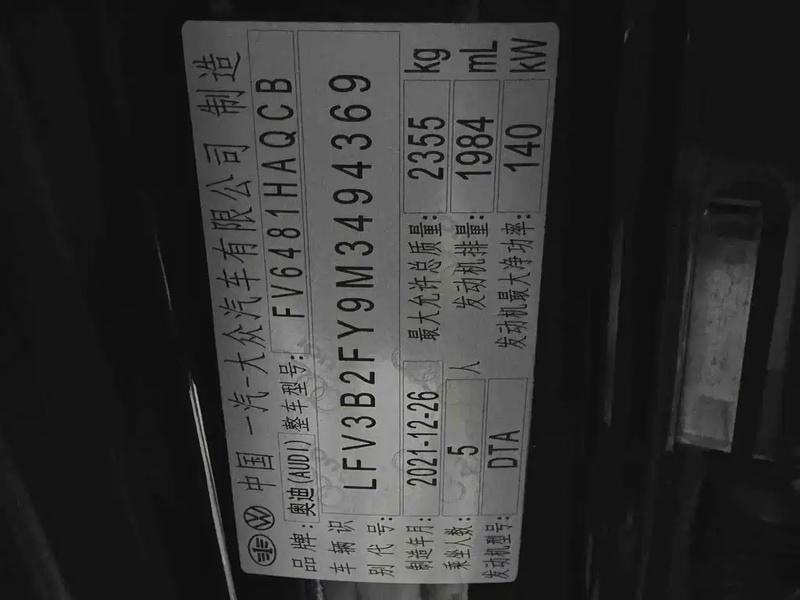 中国 一汽-大众汽车有限公司 制造
品牌: 奥迪(AUDI) 整车型号: FV6481HAQCB
车辆识别代号: LFV3B2FY9M3494369
制造年月: 2021-12-26 最大允许总质量: 2355 kg
乘坐人数: 5 人 发动机排量: 1984 mL
发动机型号: DTA 发动机最大净功率: 140 kW